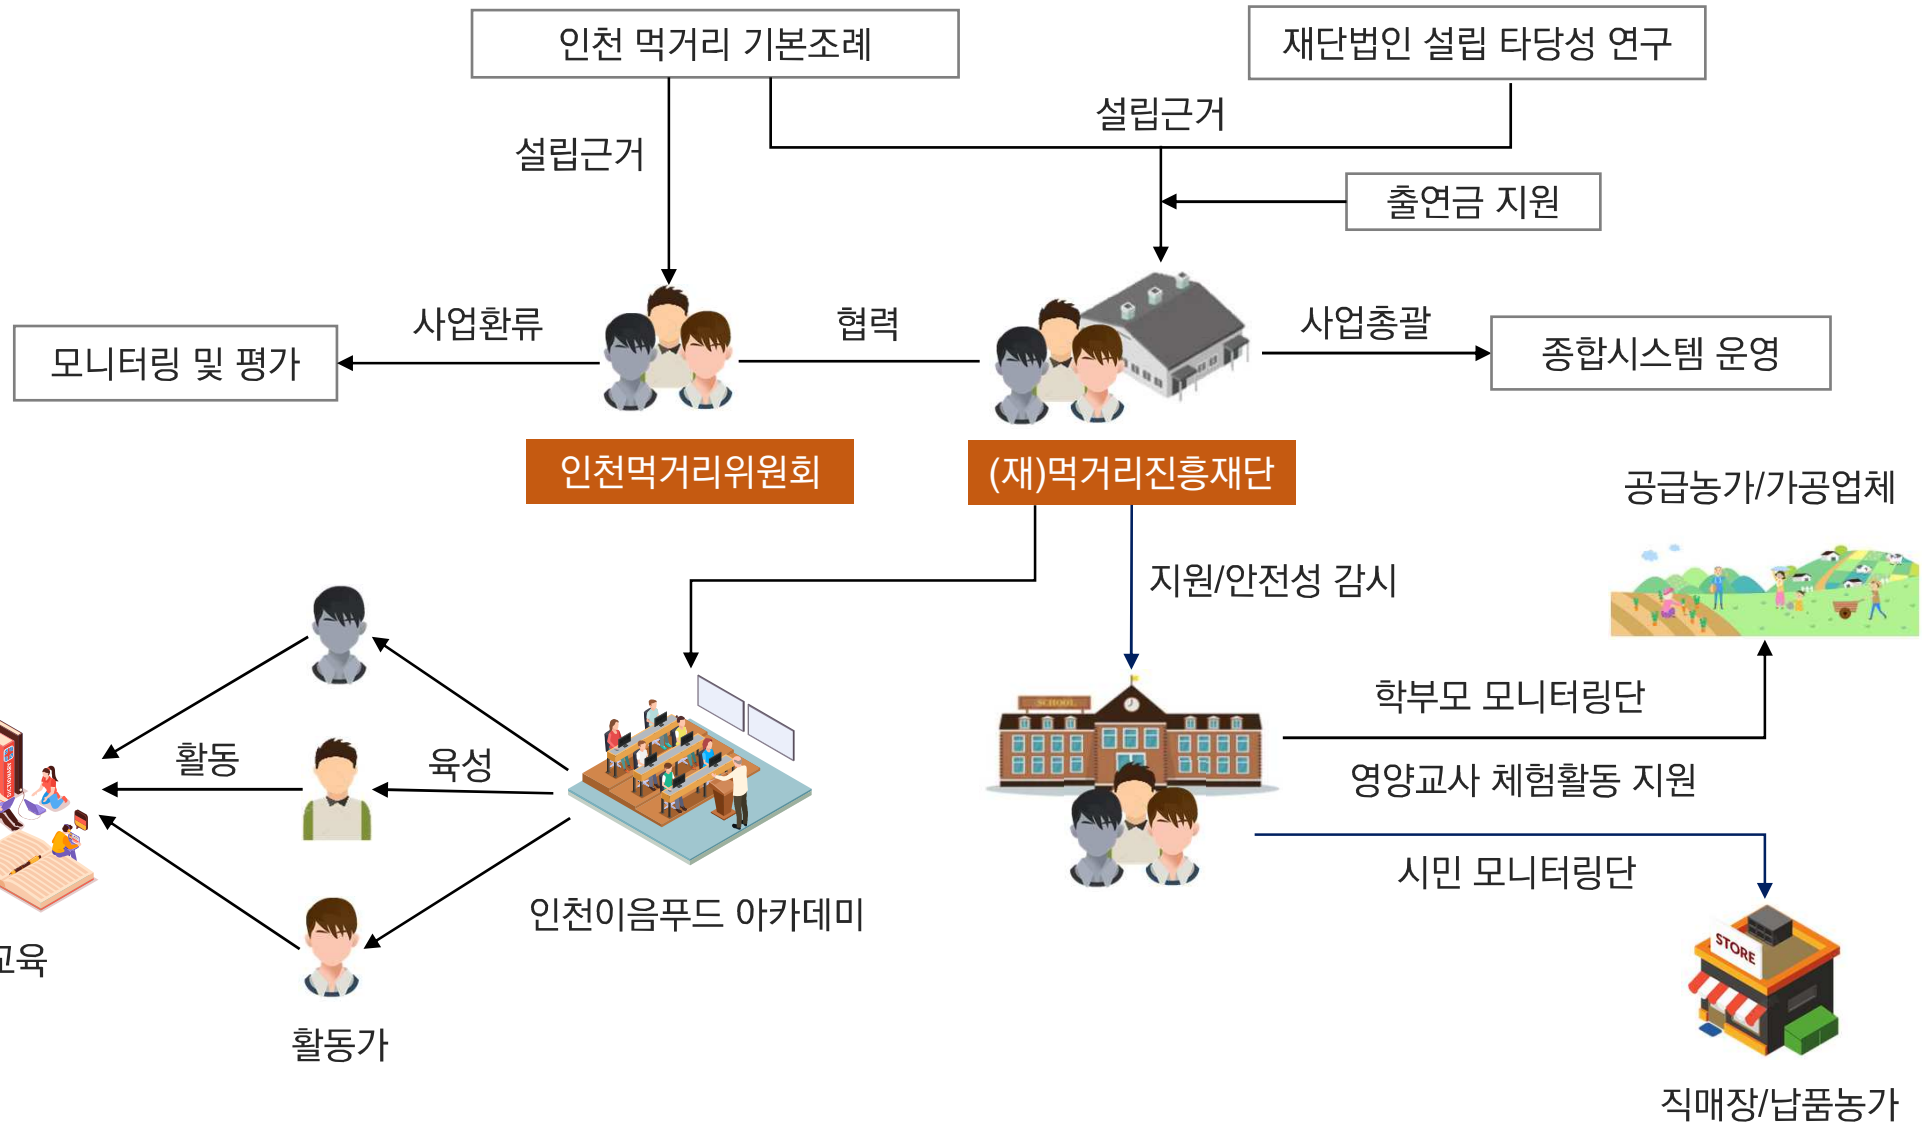 인천 먹거리 기본조례
재단법인 설립 타당성 연구
설립근거
설립근거
출연금 지원
사업환류
협력
사업총괄
모니터링 및 평가
종합시스템 운영
인천먹거리위원회
(재)먹거리진흥재단
공급농가/가공업체
지원/안전성 감시
SCHOOL
학부모 모니터링단
활동
육성
영양교사 체험활동 지원
DICTIONARY
시민 모니터링단
인천이음푸드 아카데미
STORE
교육
활동가
직매장/납품농가